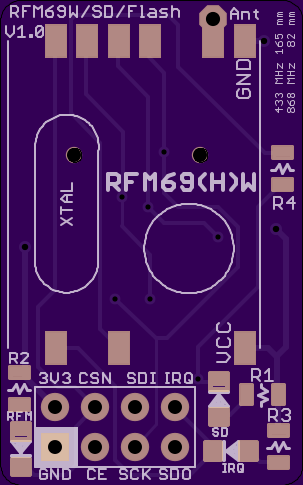 RFM69W/SD/Flash
Ant
V1.0
GND
433 MHz 165 mm
868 MHz 82 mm
XTAL
RFM69(H)W
R4
VCC
R2
R1
3V3 CSN SDI IRQ
RFM
R3
SD
IRQ
GND CE SCK SDO